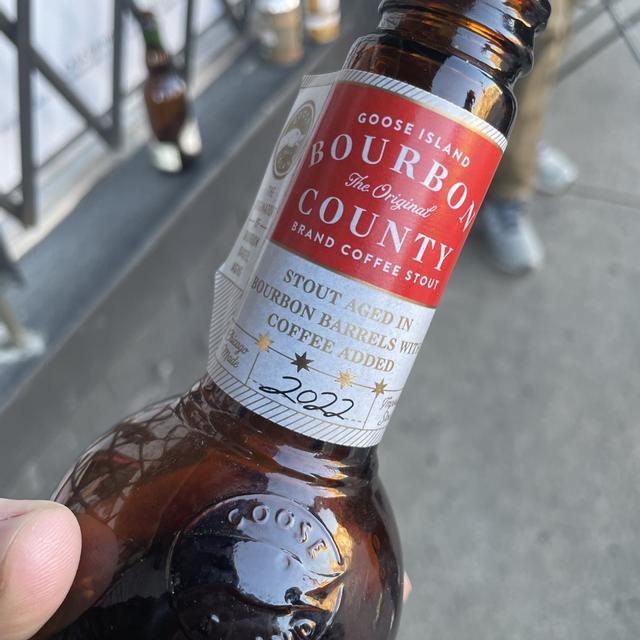 GOOSE ISLAND
BOURBON
The Original
COUNTY
BRAND COFFEE STOUT
STOUT AGED IN
BOURBON BARRELS WITH
COFFEE ADDED
2022
GOOSE